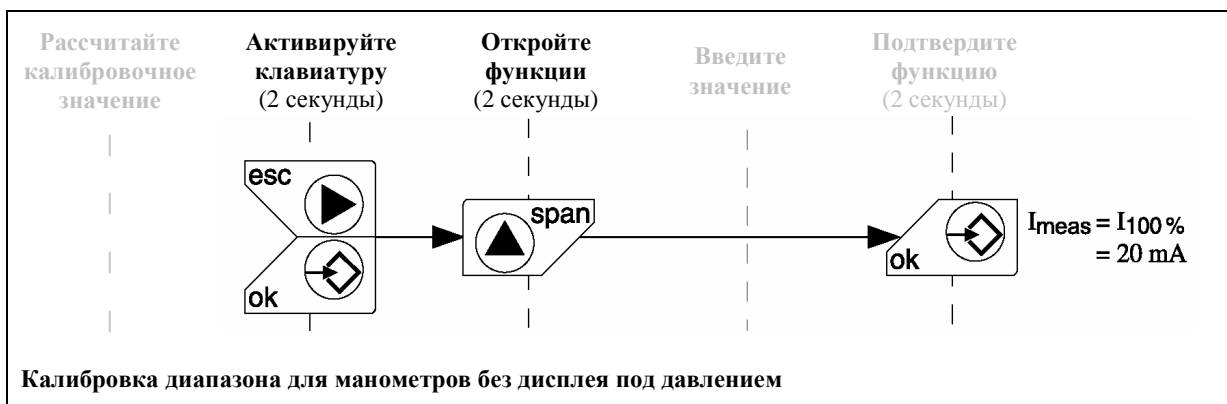 Рассчитайте
калибровочное
значение
Активируйте
клавиатуру
(2 секунды)
Откройте
функции
(2 секунды)
Введите
значение
Подтвердите
функцию
(2 секунды)
esc
ok
span
ok
Imeas = I100 %
= 20 mA
Калибровка диапазона для манометров без дисплея под давлением